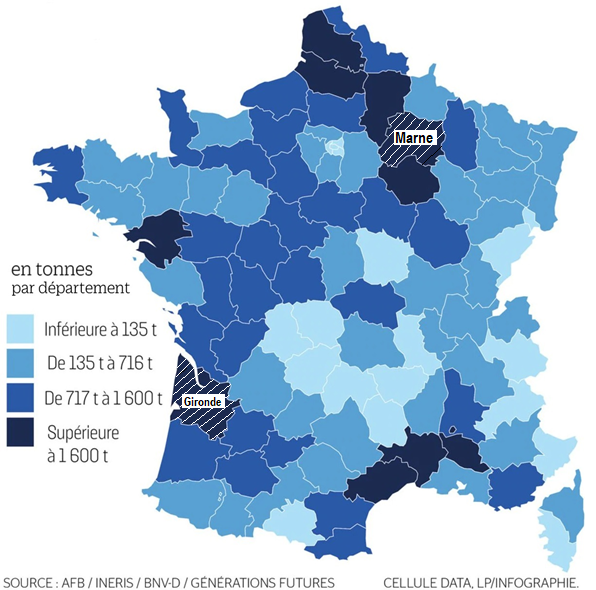 Marne
en tonnes
par département
Inférieure à 135 t
De 135 t à 716 t
De 717 t à 1 600 t
Supérieure
à 1 600 t
Gironde
SOURCE : AFB / INERIS / BNV-D / GÉNÉRATIONS FUTURES
CELLULE DATA, LP/INFOGRAPHIE.